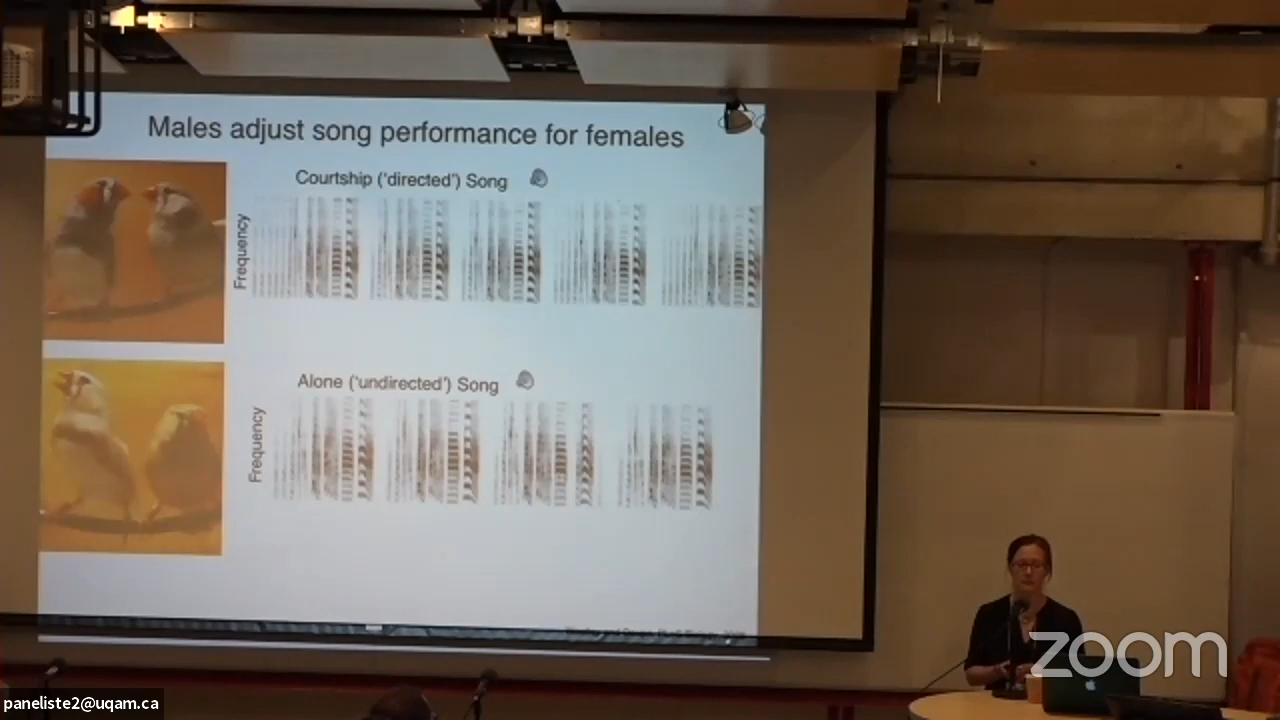 Males adjust song performance for females
Courtship ('directed') Song
Frequency
Alone ('undirected') Song
Frequency
zoom
paneliste2@uqam.ca